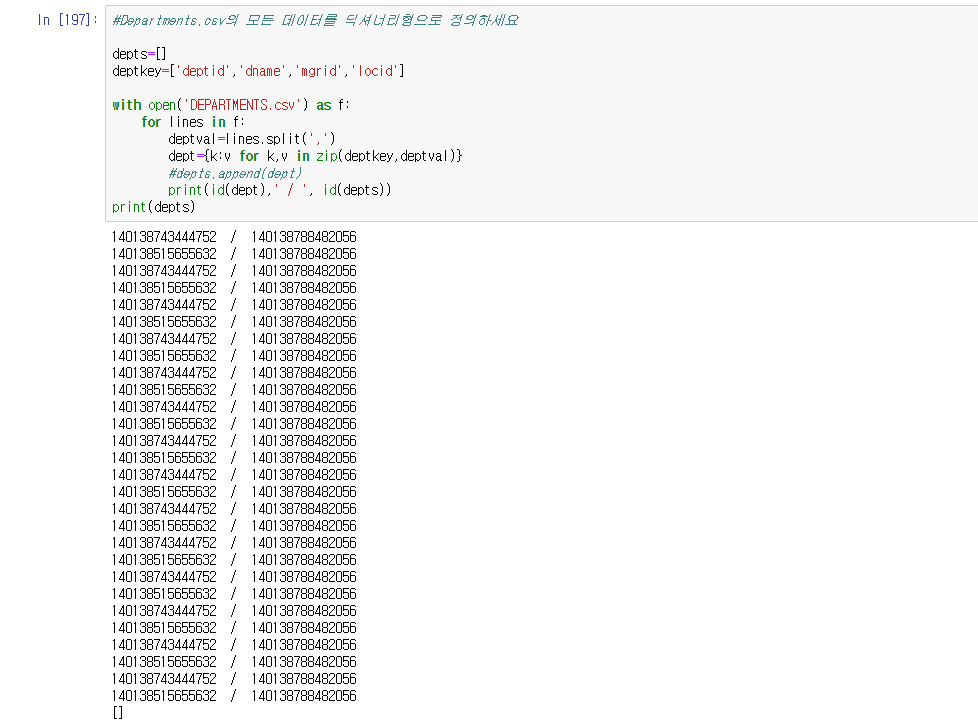 In [197]: #Departments.csv의 모든 데이터를 딕셔너리형으로 정의하세요
depts=[]
deptkey=['deptid','dname','mgrid','locid']
with open('DEPARTMENTS.csv') as f:
    for lines in f:
        deptval=lines.split(',')
        dept={k:v for k,v in zip(deptkey,deptval)}
        #depts.append(dept)
        print(id(dept),' / ', id(depts))
print(depts)
140138743444752  /  140138788482056
140138515655632  /  140138788482056
140138743444752  /  140138788482056
140138515655632  /  140138788482056
140138743444752  /  140138788482056
140138515655632  /  140138788482056
140138743444752  /  140138788482056
140138515655632  /  140138788482056
140138743444752  /  140138788482056
140138515655632  /  140138788482056
140138743444752  /  140138788482056
140138515655632  /  140138788482056
140138743444752  /  140138788482056
140138515655632  /  140138788482056
140138743444752  /  140138788482056
140138515655632  /  140138788482056
140138743444752  /  140138788482056
140138515655632  /  140138788482056
140138743444752  /  140138788482056
140138515655632  /  140138788482056
140138743444752  /  140138788482056
140138515655632  /  140138788482056
140138743444752  /  140138788482056
140138515655632  /  140138788482056
140138743444752  /  140138788482056
140138515655632  /  140138788482056
140138743444752  /  140138788482056
140138515655632  /  140138788482056
[]